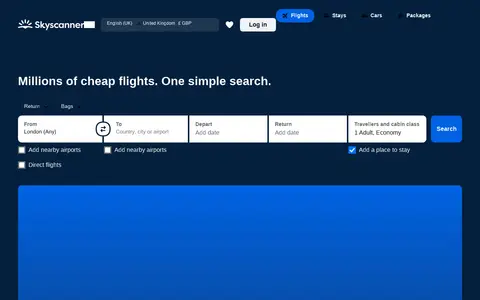 Skyscanner
English (UK) United Kingdom £ GBP
Log in
Flights
Stays
Cars
Packages
Millions of cheap flights. One simple search.
Return
Bags
From
London (Any)
To
Country, city or airport
Depart
Add date
Return
Add date
Travellers and cabin class
1 Adult, Economy
Search
Add nearby airports
Add nearby airports
Add a place to stay
Direct flights